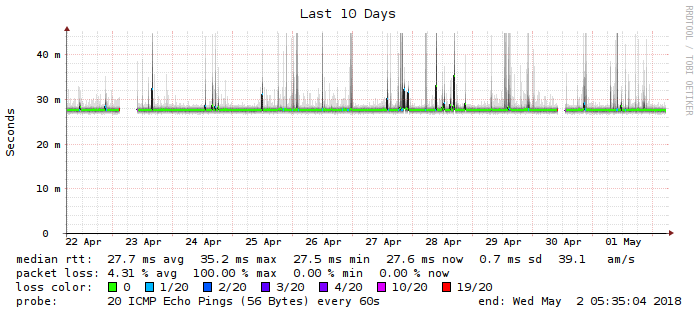 Last 10 Days
RRDTOOL / TOBI OETIKER
Seconds
40 m
30 m
20 m
10 m
0
22 Apr 23 Apr 24 Apr 25 Apr 26 Apr 27 Apr 28 Apr 29 Apr 30 Apr 01 May
median rtt: 27.7 ms avg 35.2 ms max 27.5 ms min 27.6 ms now 0.7 ms sd 39.1 am/s
packet loss: 4.31 % avg 100.00 % max 0.00 % min 0.00 % now
loss color: 0 1/20 2/20 3/20 4/20 10/20 19/20
probe: 20 ICMP Echo Pings (56 Bytes) every 60s end: Wed May 2 05:35:04 2018